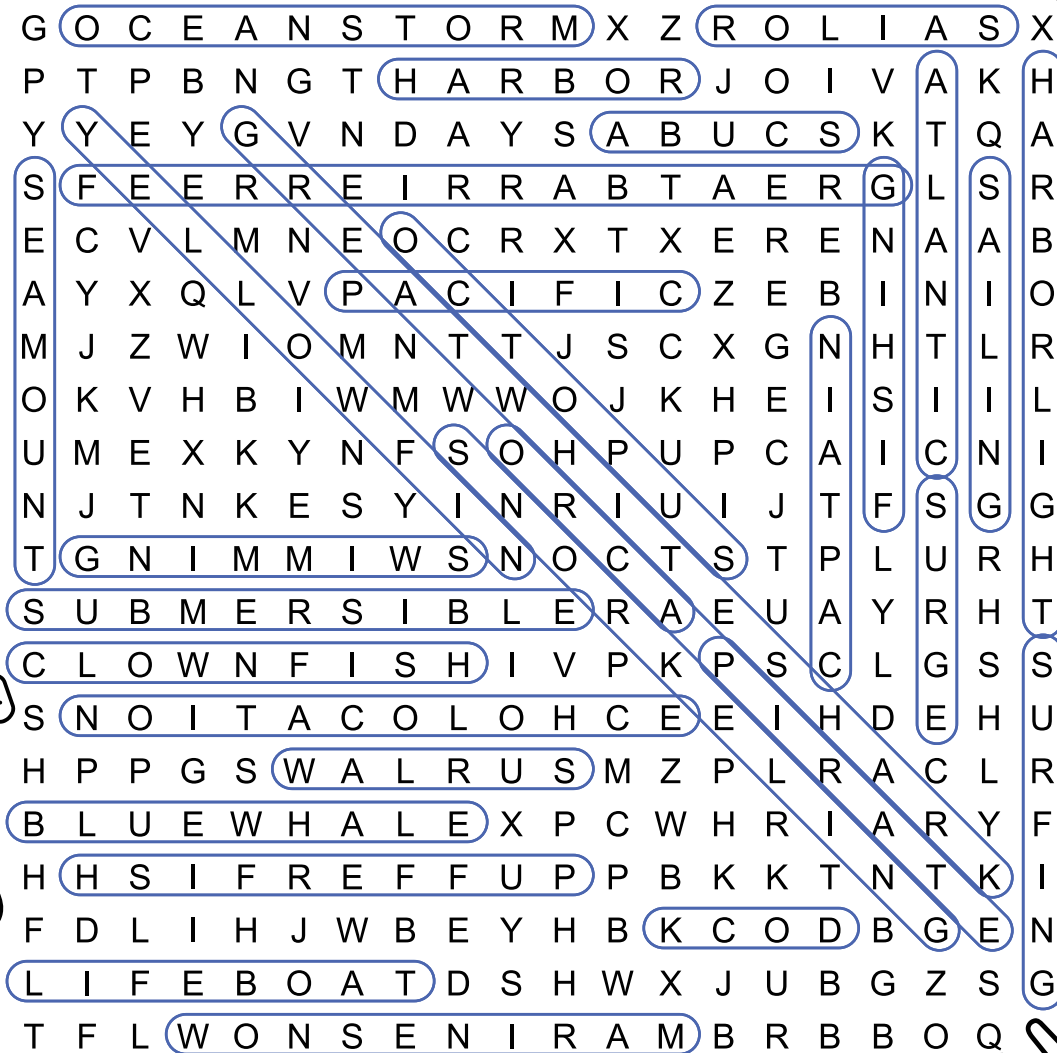 G O C E A N S T O R M X Z R O L I A S X
P T P B N G T H A R B O R J O I V A K H
Y Y E Y G V N D A Y S A B U C S K T Q A
S F E E R R E I R R A B T A E R G L S R
E C V L M N E O C R X T X E R E N A A B
A Y X Q L V P A C I F I C Z E B I N I O
M J Z W I O M N T T J S C X G N H T L R
O K V H B I W M W W O J K H E I S I I L
U M E X K Y N F S O H P U P C A I C N I
N J T N K E S Y I N R I U I J T F S G G
T G N I M M I W S N O C T S T P L U R H
S U B M E R S I B L E R A E U A Y R H T
C L O W N F I S H I V P K P S C L G S S
S N O I T A C O L O H C E E I H D E H U
H P P G S W A L R U S M Z P L R A C L R
B L U E W H A L E X P C W H R I A R Y F
H H S I F R E F F U P P B K K T N T K I
F D L I H J W B E Y H B K C O D B G E N
L I F E B O A T D S H W X J U B G Z S G
T F L W O N S E N I R A M B R B B O Q